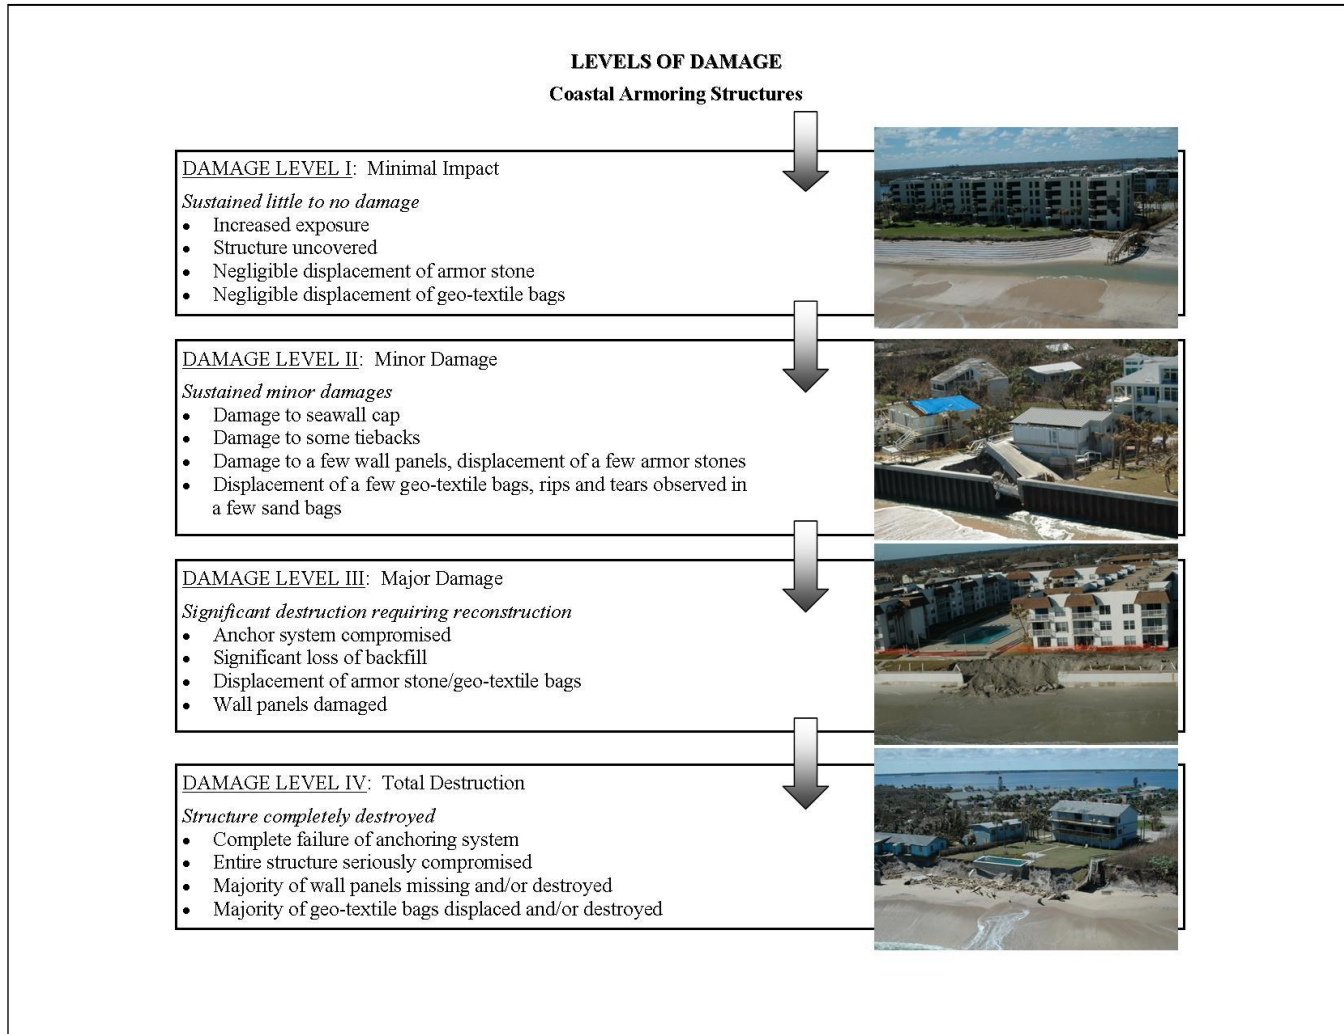 LEVELS OF DAMAGE
Coastal Armoring Structures
DAMAGE LEVEL I: Minimal Impact
Sustained little to no damage
• Increased exposure
• Structure uncovered
• Negligible displacement of armor stone
• Negligible displacement of geo-textile bags
DAMAGE LEVEL II: Minor Damage
Sustained minor damages
• Damage to seawall cap
• Damage to some tiebacks
• Damage to a few wall panels, displacement of a few armor stones
• Displacement of a few geo-textile bags, rips and tears observed in
a few sand bags
DAMAGE LEVEL III: Major Damage
Significant destruction requiring reconstruction
• Anchor system compromised
• Significant loss of backfill
• Displacement of armor stone/geo-textile bags
• Wall panels damaged
DAMAGE LEVEL IV: Total Destruction
Structure completely destroyed
• Complete failure of anchoring system
• Entire structure seriously compromised
• Majority of wall panels missing and/or destroyed
• Majority of geo-textile bags displaced and/or destroyed